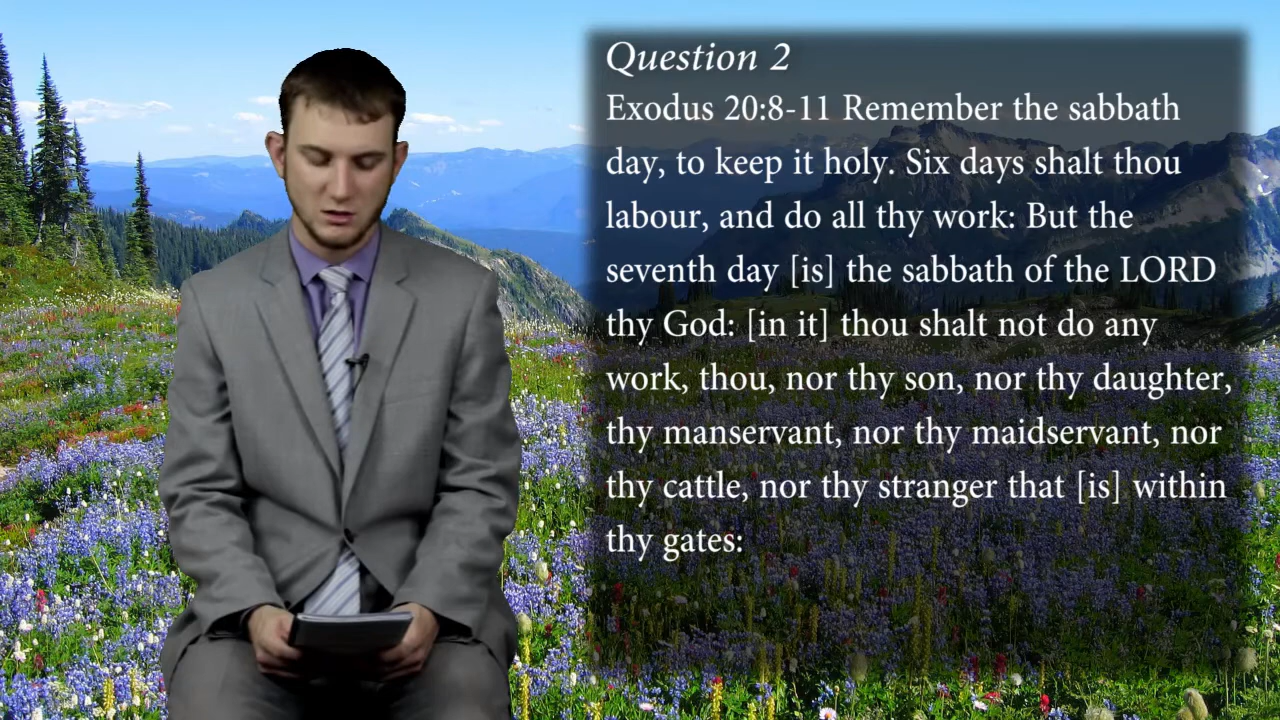 Question 2
Exodus 20:8-11 Remember the sabbath
day, to keep it holy. Six days shalt thou
labour, and do all thy work: But the
seventh day [is] the sabbath of the LORD
thy God: [in it] thou shalt not do any
work, thou, nor thy son, nor thy daughter,
thy manservant, nor thy maidservant, nor
thy cattle, nor thy stranger that [is] within
thy gates: